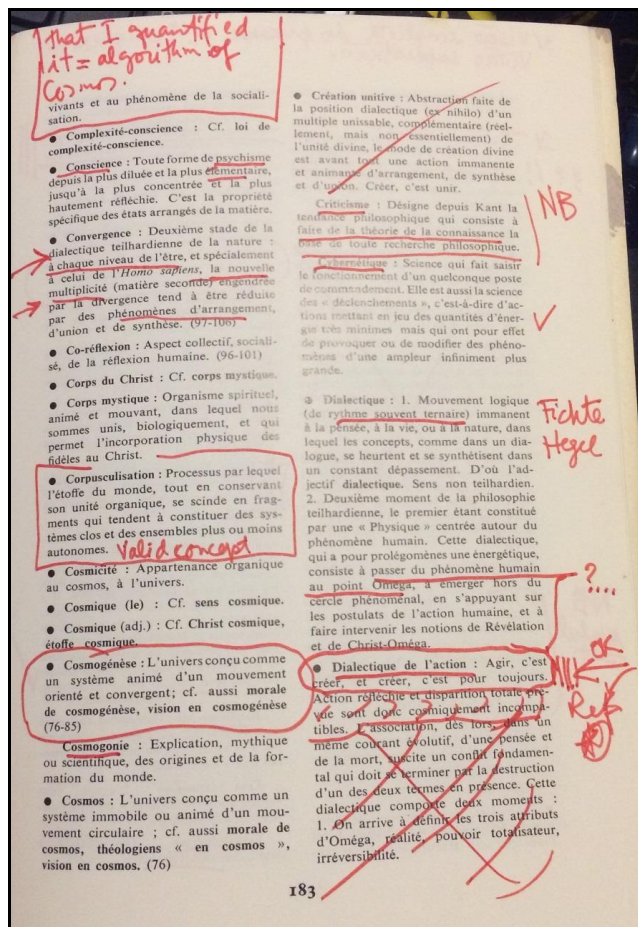 that I quantified
it = algorithm of
Cosmos.
vivants et au phénomène de la sociali-
sation.
● Complexité-conscience : Cf. loi de
complexité-conscience.
● Conscience : Toute forme de psychisme
depuis la plus diluée et la plus élémentaire,
jusqu'à la plus concentrée et la plus
hautement réfléchie. C'est la propriété
spécifique des états arrangés de la matière.
● Convergence : Deuxième stade de la
dialectique teilhardienne de la nature :
à chaque niveau de l'être, et spécialement
à celui de l'Homo sapiens, la nouvelle
multiplicité (matière seconde) engendrée
par la divergence tend à être réduite
par des phénomènes d'arrangement,
d'union et de synthèse. (97-106)
● Co-réflexion : Aspect collectif, sociali-
sé, de la réflexion humaine. (96-101)
● Corps du Christ : Cf. corps mystique.
● Corps mystique : Organisme spirituel,
animé et mouvant, dans lequel nous
sommes unis, biologiquement, et qui
permet l'incorporation physique des
fidèles au Christ.
● Corpusculisation : Processus par lequel
l'étoffe du monde, tout en conservant
son unité organique, se scinde en frag-
ments qui tendent à constituer des sys-
tèmes clos et des ensembles plus ou moins
autonomes. Valid concept
● Cosmicité : Appartenance organique
au cosmos, à l'univers.
● Cosmique (le) : Cf. sens cosmique.
● Cosmique (adj.) : Cf. Christ cosmique,
étoffe cosmique.
● Cosmogénèse : L'univers conçu comme
un système animé d'un mouvement
orienté et convergent; cf. aussi morale
de cosmogénèse, vision en cosmogénèse
(76-85)
Cosmogonie : Explication, mythique
ou scientifique, des origines et de la for-
mation du monde.
● Cosmos : L'univers conçu comme un
système immobile ou animé d'un mou-
vement circulaire ; cf. aussi morale de
cosmos, théologiens « en cosmos »,
vision en cosmos. (76)
● Création unitive : Abstraction faite de
la position dialectique (ex nihilo) d'un
multiple unissable, complémentaire (réel-
lement, mais non essentiellement) de
l'unité divine, le mode de création divine
est avant tout une action immanente
et animante d'arrangement, de synthèse
et d'union. Créer, c'est unir.
Criticisme : Désigne depuis Kant la
tendance philosophique qui consiste à
faire de la théorie de la connaissance la
base de toute recherche philosophique.
NB
Cybernétique : Science qui fait saisir
le fonctionnement d'un quelconque poste
de commandement. Elle est aussi la science
des « déclenchements », c'est-à-dire d'ac-
tions mettant en jeu des quantités d'éner-
gie très minimes mais qui ont pour effet
de provoquer ou de modifier des phéno-
mènes d'une ampleur infiniment plus
grande.
● Dialectique : 1. Mouvement logique
(de rythme souvent ternaire) immanent
à la pensée, à la vie, ou à la nature, dans
lequel les concepts, comme dans un dia-
logue, se heurtent et se synthétisent dans
un constant dépassement. D'où l'ad-
jectif dialectique. Sens non teilhardien.
2. Deuxième moment de la philosophie
teilhardienne, le premier étant constitué
par une « Physique » centrée autour du
phénomène humain. Cette dialectique,
qui a pour prolégomènes une énergétique,
consiste à passer du phénomène humain
au point Oméga, à émerger hors du
cercle phénoménal, en s'appuyant sur
les postulats de l'action humaine, et à
faire intervenir les notions de Révélation
et de Christ-Oméga.
Fichte
Hegel
?....
● Dialectique de l'action : Agir, c'est
créer, et créer, c'est pour toujours.
Action réfléchie et disparition totale pré-
vue sont donc cosmiquement incompa-
tibles. L'association, dès lors, dans un
même courant évolutif, d'une pensée et
de la mort, suscite un conflit fondamen-
tal qui doit se terminer par la destruction
d'un des deux termes en présence. Cette
dialectique comporte deux moments :
1. On arrive à définir les trois attributs
d'Oméga, réalité, pouvoir totalisateur,
irréversibilité.
OK
183